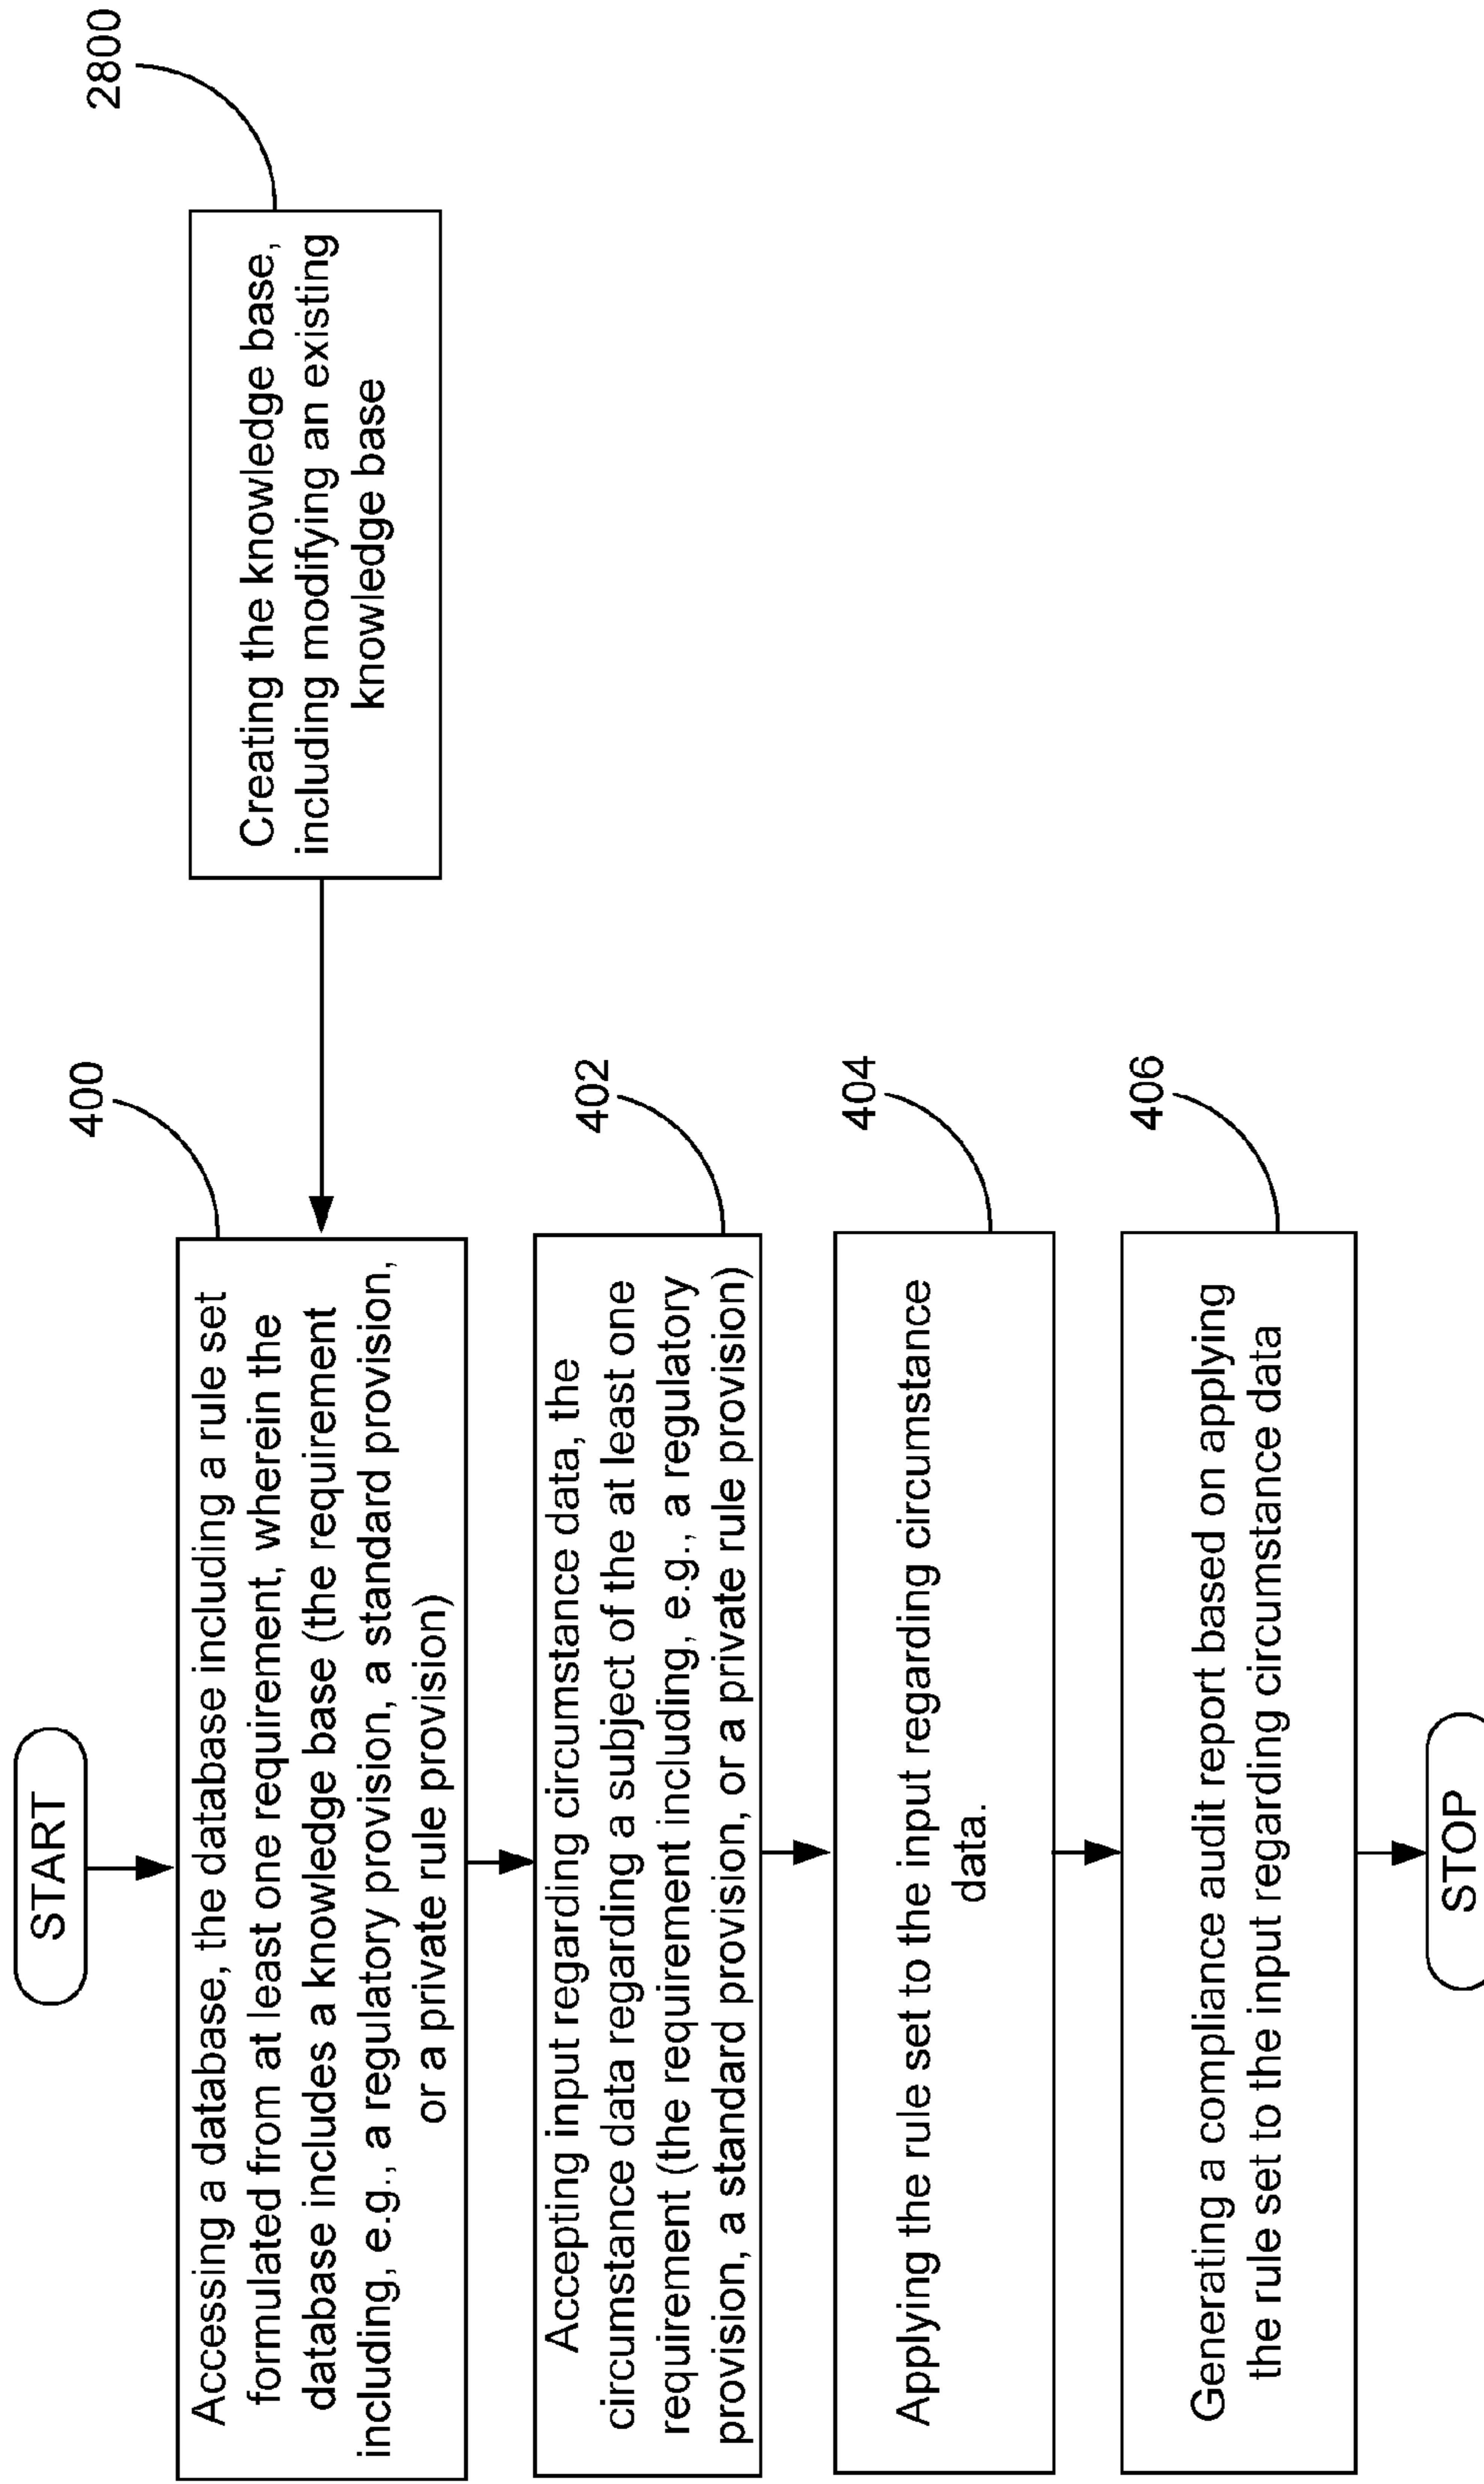 START
400
Accessing a database, the database including a rule set
formulated from at least one requirement, wherein the
database includes a knowledge base (the requirement
including, e.g., a regulatory provision, a standard provision,
or a private rule provision)
2800
Creating the knowledge base,
including modifying an existing
knowledge base
402
Accepting input regarding circumstance data, the
circumstance data regarding a subject of the at least one
requirement (the requirement including, e.g., a regulatory
provision, a standard provision, or a private rule provision)
404
Applying the rule set to the input regarding circumstance
data.
406
Generating a compliance audit report based on applying
the rule set to the input regarding circumstance data
STOP